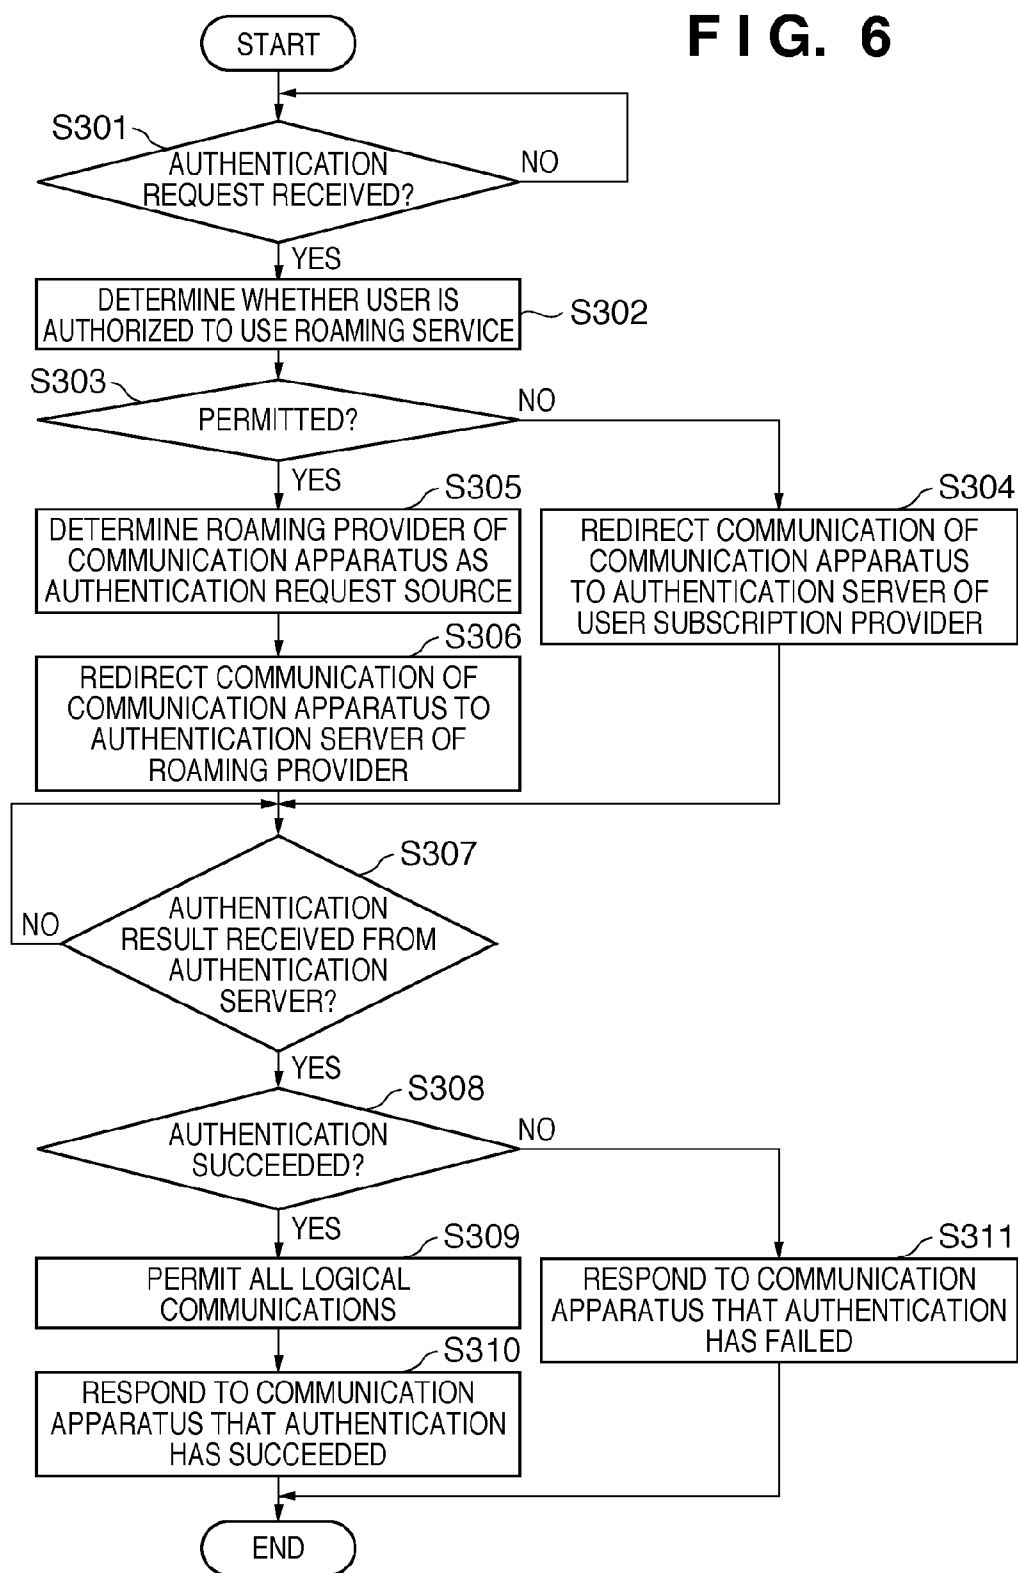 FIG. 6
START
S301
AUTHENTICATION
REQUEST RECEIVED?
NO
YES
DETERMINE WHETHER USER IS
AUTHORIZED TO USE ROAMING SERVICE
S302
S303
PERMITTED?
NO
YES
S305
DETERMINE ROAMING PROVIDER OF
COMMUNICATION APPARATUS AS
AUTHENTICATION REQUEST SOURCE
S304
REDIRECT COMMUNICATION OF
COMMUNICATION APPARATUS
TO AUTHENTICATION SERVER OF
USER SUBSCRIPTION PROVIDER
S306
REDIRECT COMMUNICATION OF
COMMUNICATION APPARATUS TO
AUTHENTICATION SERVER OF
ROAMING PROVIDER
S307
AUTHENTICATION
RESULT RECEIVED FROM
AUTHENTICATION
SERVER?
NO
YES
S308
AUTHENTICATION
SUCCEEDED?
NO
YES
S309
PERMIT ALL LOGICAL
COMMUNICATIONS
S311
RESPOND TO COMMUNICATION
APPARATUS THAT AUTHENTICATION
HAS FAILED
S310
RESPOND TO COMMUNICATION
APPARATUS THAT AUTHENTICATION
HAS SUCCEEDED
END